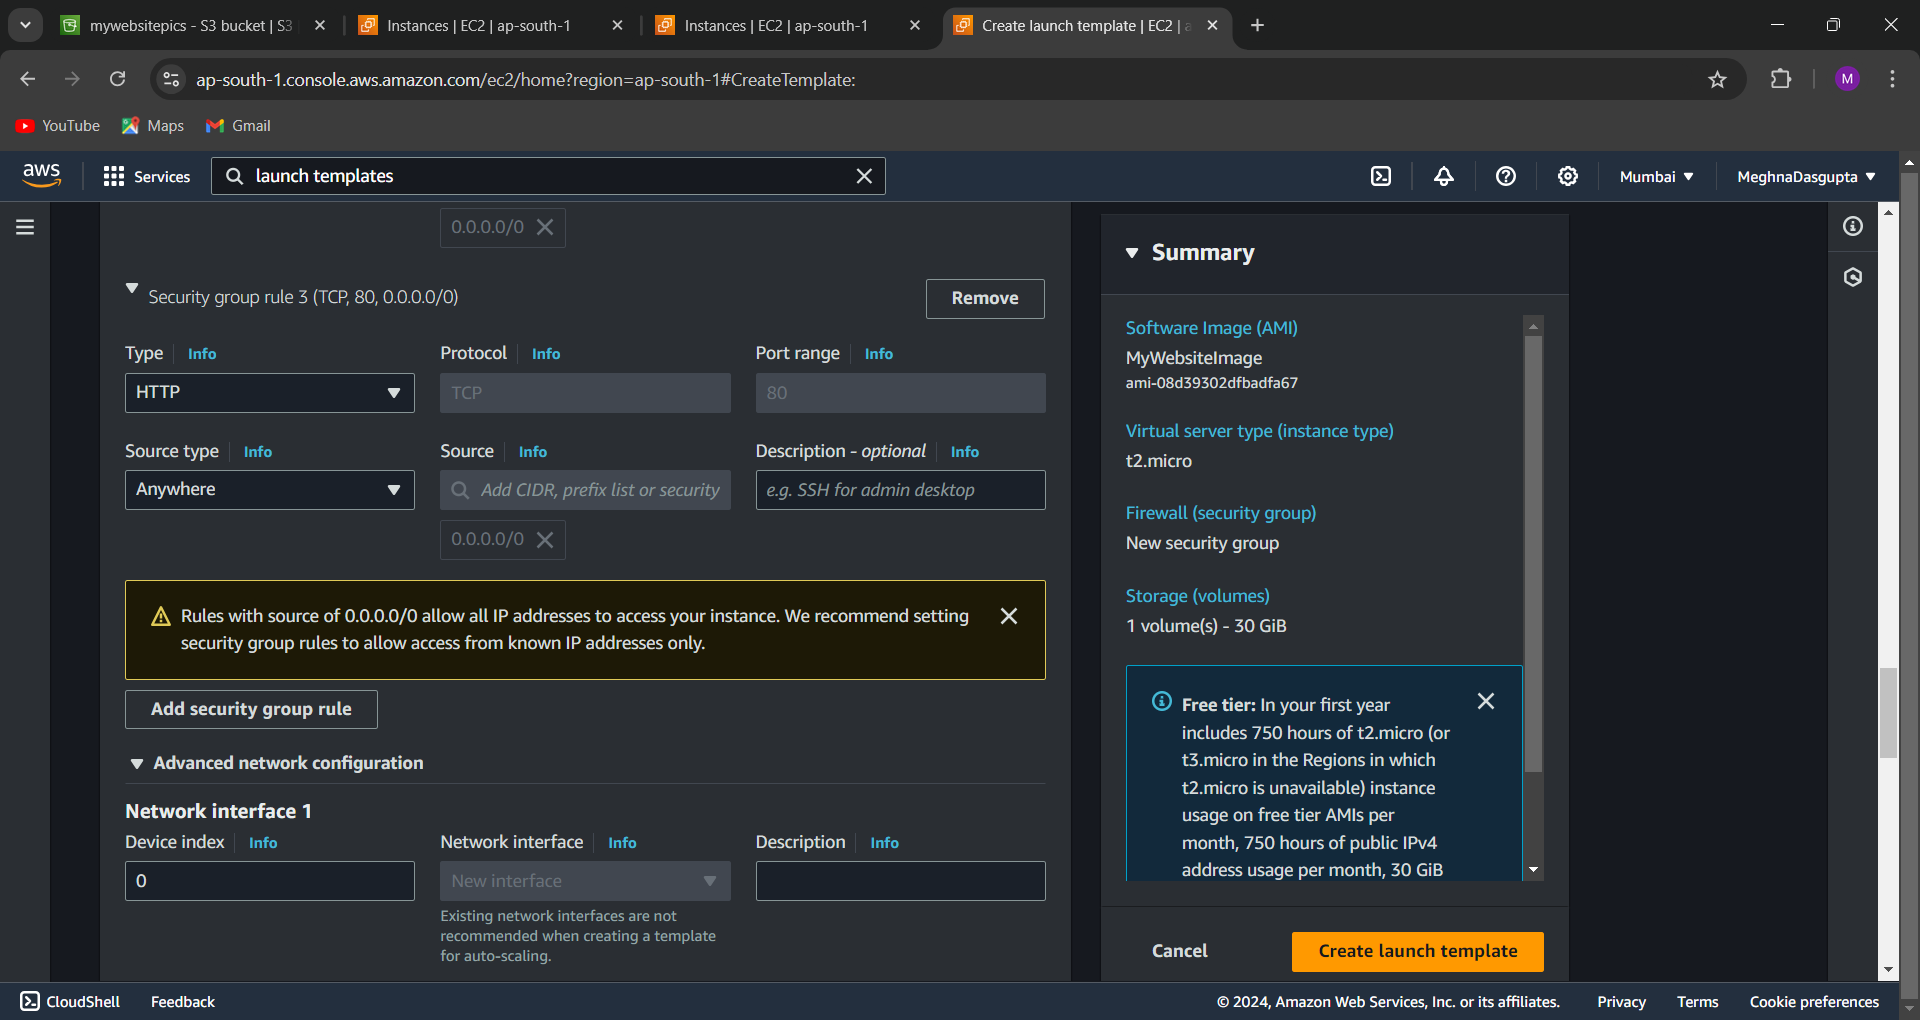 mywebsitepics - S3 bucket | S3
Instances | EC2 | ap-south-1
Instances | EC2 | ap-south-1
Create launch template | EC2 | a
ap-south-1.console.aws.amazon.com/ec2/home?region=ap-south-1#CreateTemplate:
M
YouTube
Maps
Gmail
aws
Services
launch templates
Mumbai
MeghnaDasgupta
0.0.0.0/0
Security group rule 3 (TCP, 80, 0.0.0.0/0)
Remove
Type Info
Protocol Info
Port range Info
HTTP
TCP
80
Source type Info
Source Info
Description - optional Info
Anywhere
Add CIDR, prefix list or security
e.g. SSH for admin desktop
0.0.0.0/0
Rules with source of 0.0.0.0/0 allow all IP addresses to access your instance. We recommend setting
security group rules to allow access from known IP addresses only.
Add security group rule
Advanced network configuration
Network interface 1
Device index Info
Network interface Info
Description Info
0
New interface
Existing network interfaces are not
recommended when creating a template
for auto-scaling.
Summary
Software Image (AMI)
MyWebsiteImage
ami-08d39302dfbadfa67
Virtual server type (instance type)
t2.micro
Firewall (security group)
New security group
Storage (volumes)
1 volume(s) - 30 GiB
Free tier: In your first year
includes 750 hours of t2.micro (or
t3.micro in the Regions in which
t2.micro is unavailable) instance
usage on free tier AMIs per
month, 750 hours of public IPv4
address usage per month, 30 GiB
Cancel
Create launch template
CloudShell
Feedback
© 2024, Amazon Web Services, Inc. or its affiliates.
Privacy
Terms
Cookie preferences